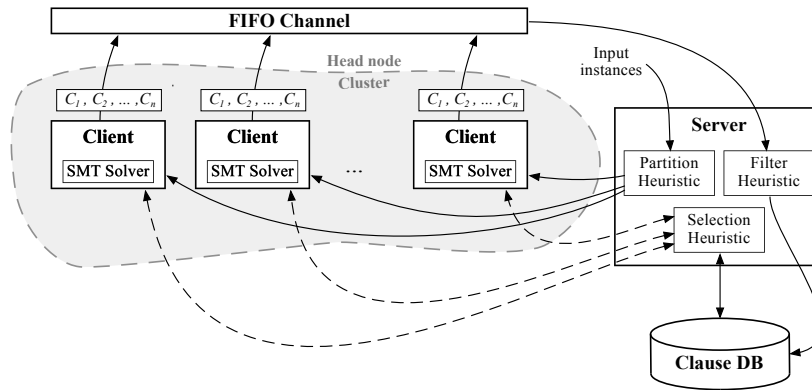 FIFO Channel
Head node
Cluster
Input
instances
C1 , C2 , ... ,Cn
C1 , C2 , ... ,Cn
C1 , C2 , ... ,Cn
Client
SMT Solver
Client
SMT Solver
...
Client
SMT Solver
Server
Partition
Heuristic
Filter
Heuristic
Selection
Heuristic
Clause DB